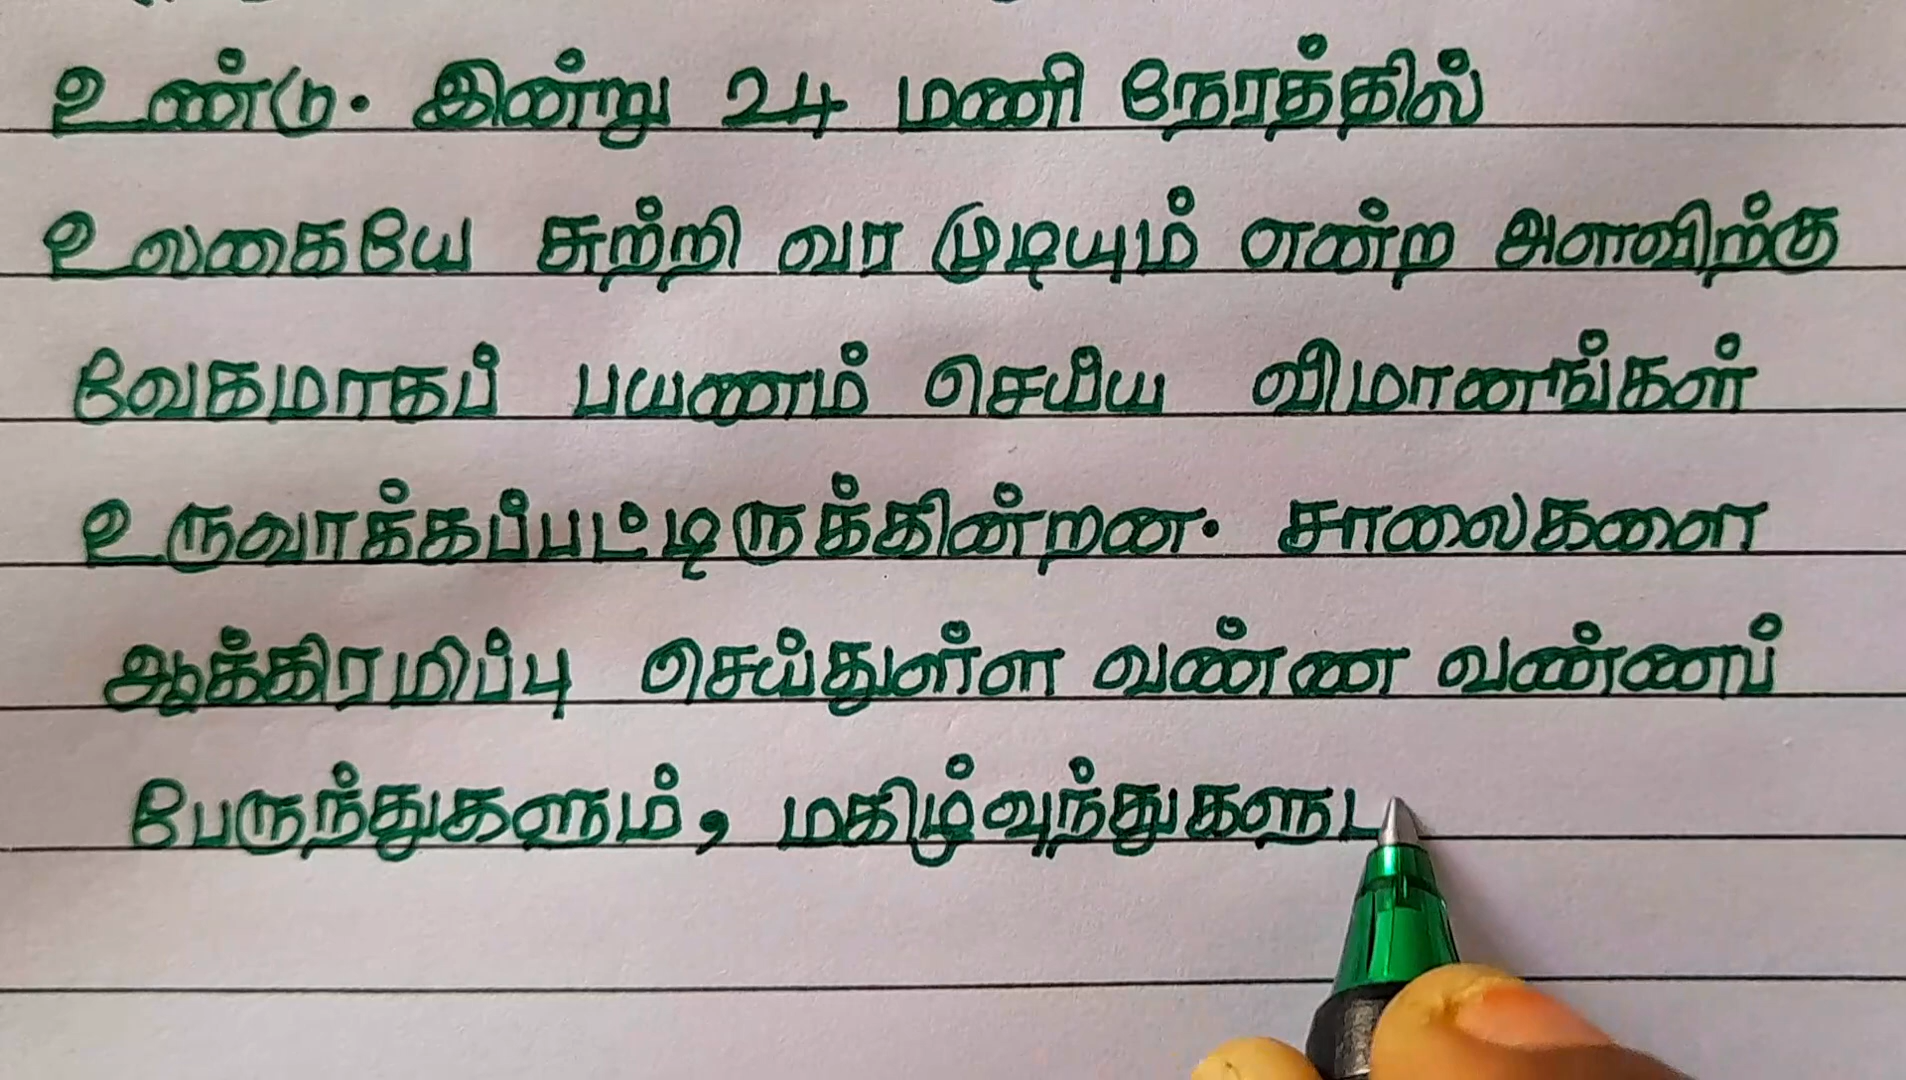 உண்டு. இன்று 24 மணி நேரத்தில்
உலகையே சுற்றி வர முடியும் என்ற அளவிற்கு
வேகமாகப் பயணம் செய்ய விமானங்கள்
உருவாக்கப்பட்டிருக்கின்றன. சாலைகளை
ஆக்கிரமிப்பு செய்துள்ள வண்ண வண்ணப்
பேருந்துகளும், மகிழ்வுந்துகளுட